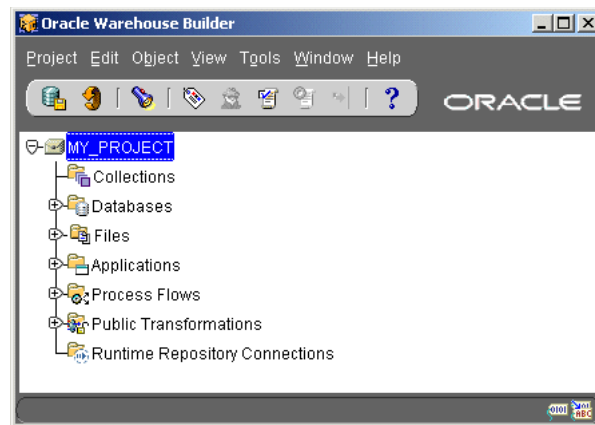 Oracle Warehouse Builder
Project Edit Object View Tools Window Help
? ORACLE
MY_PROJECT
Collections
Databases
Files
Applications
Process Flows
Public Transformations
Runtime Repository Connections